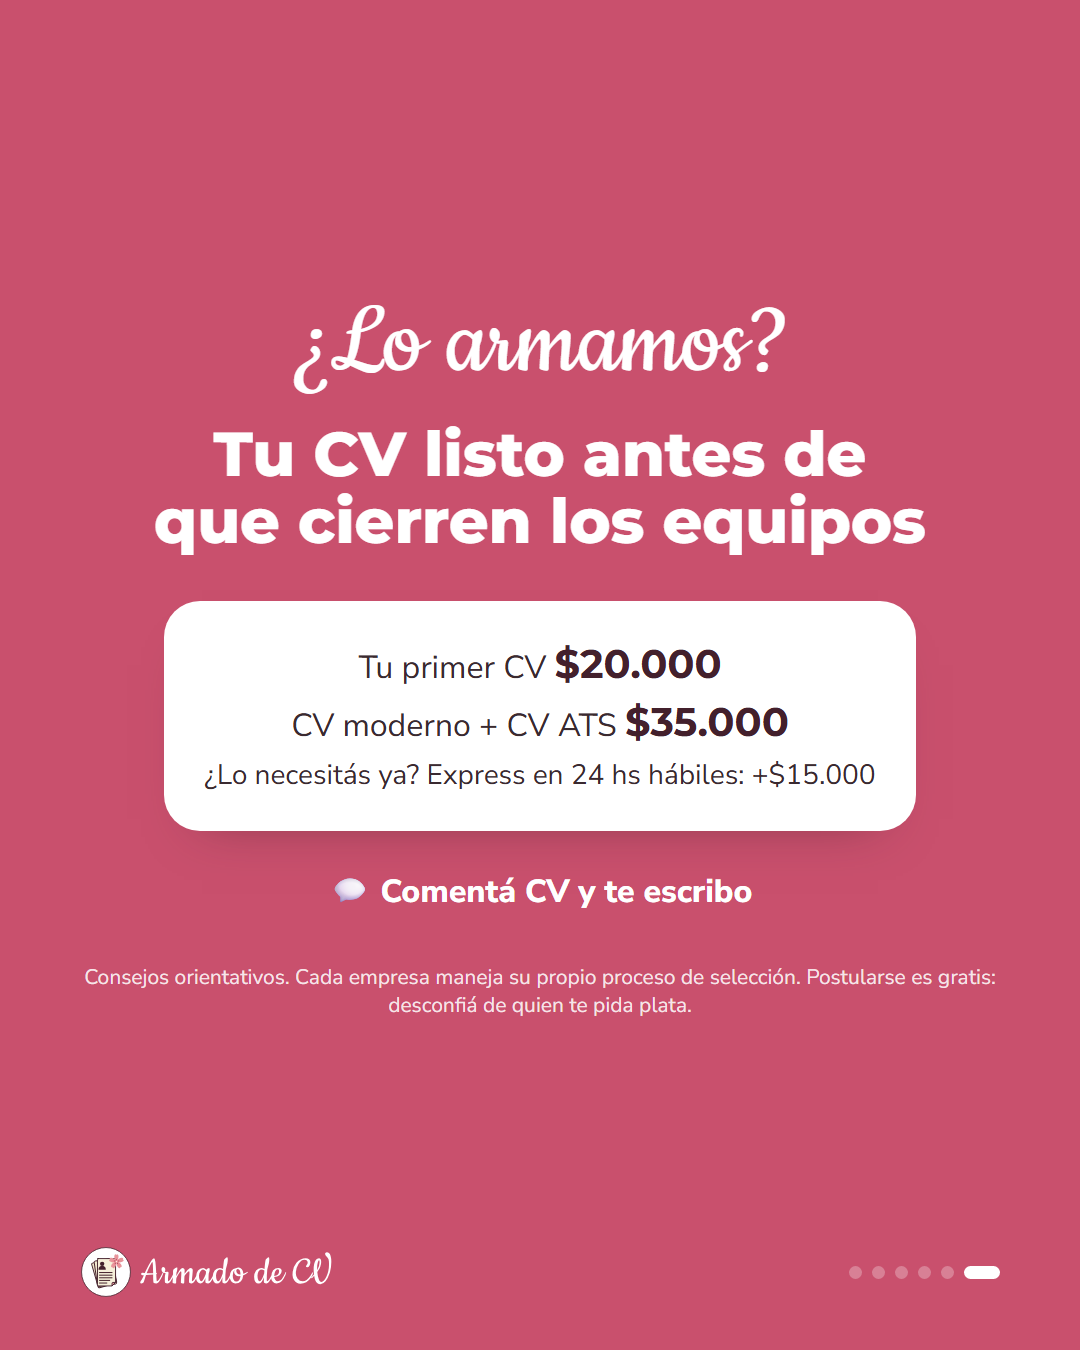 ¿Lo armamos?
Tu CV listo antes de
que cierren los equipos
Tu primer CV $20.000
CV moderno + CV ATS $35.000
¿Lo necesitás ya? Express en 24 hs hábiles: +$15.000
Comentá CV y te escribo
Consejos orientativos. Cada empresa maneja su propio proceso de selección. Postularse es gratis:
desconfiá de quien te pida plata.
Armado de CV